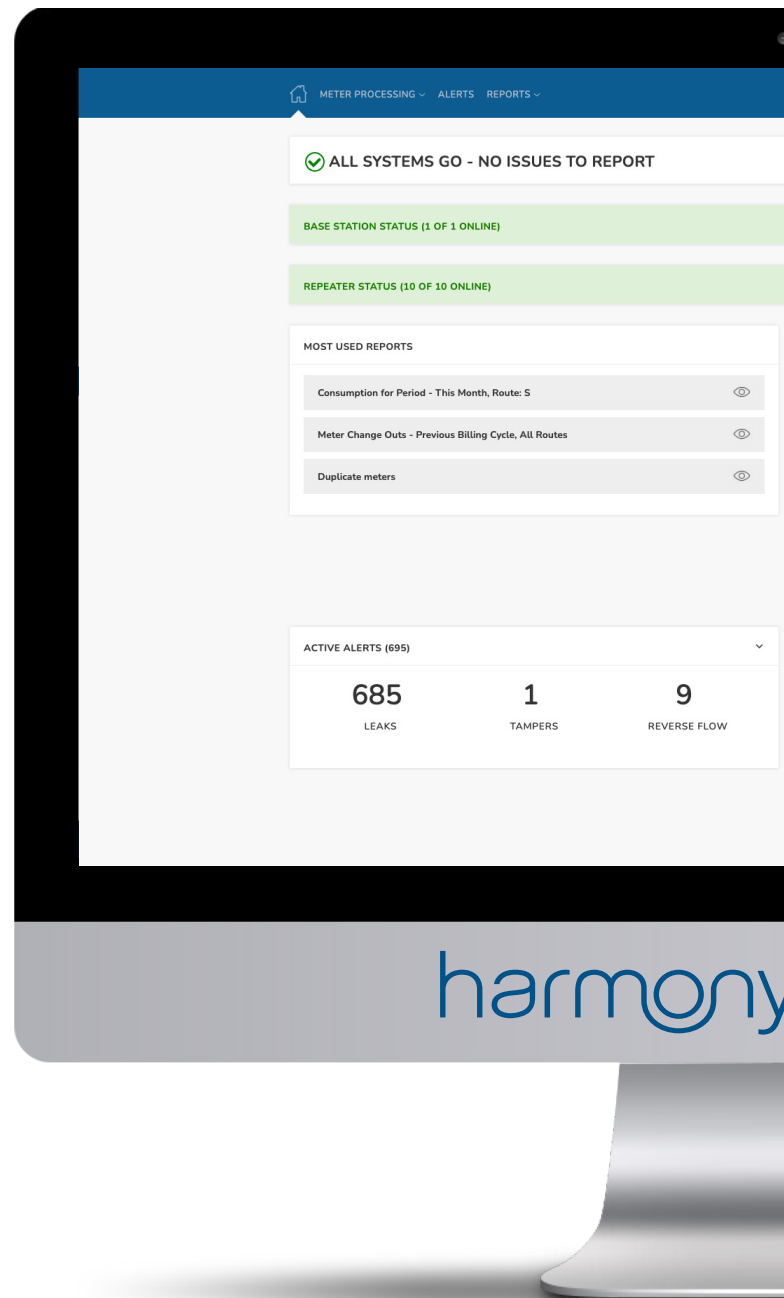 METER PROCESSING ALERTS REPORTS
ALL SYSTEMS GO - NO ISSUES TO REPORT
BASE STATION STATUS (1 OF 1 ONLINE)
REPEATER STATUS (10 OF 10 ONLINE)
MOST USED REPORTS
Consumption for Period - This Month, Route: S
Meter Change Outs - Previous Billing Cycle, All Routes
Duplicate meters
ACTIVE ALERTS (695)
685 1 9
LEAKS TAMPERS REVERSE FLOW
harmony